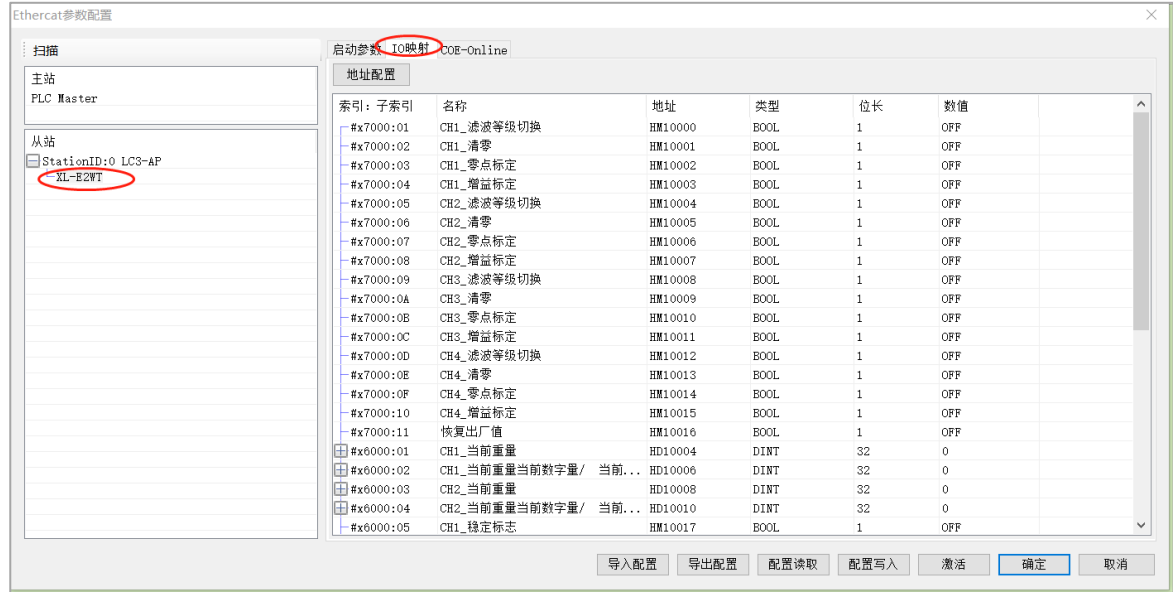 Ethercat参数配置
扫描
主站
PLC Master
从站
StationID:0 LC3-AP
XL-E2WT
启动参数 IO映射 COE-Online
地址配置
索引: 子索引 名称 地址 类型 位长 数值
#x7000:01 CH1_滤波等级切换 HM10000 BOOL 1 OFF
#x7000:02 CH1_清零 HM10001 BOOL 1 OFF
#x7000:03 CH1_零点标定 HM10002 BOOL 1 OFF
#x7000:04 CH1_增益标定 HM10003 BOOL 1 OFF
#x7000:05 CH2_滤波等级切换 HM10004 BOOL 1 OFF
#x7000:06 CH2_清零 HM10005 BOOL 1 OFF
#x7000:07 CH2_零点标定 HM10006 BOOL 1 OFF
#x7000:08 CH2_增益标定 HM10007 BOOL 1 OFF
#x7000:09 CH3_滤波等级切换 HM10008 BOOL 1 OFF
#x7000:0A CH3_清零 HM10009 BOOL 1 OFF
#x7000:0B CH3_零点标定 HM10010 BOOL 1 OFF
#x7000:0C CH3_增益标定 HM10011 BOOL 1 OFF
#x7000:0D CH4_滤波等级切换 HM10012 BOOL 1 OFF
#x7000:0E CH4_清零 HM10013 BOOL 1 OFF
#x7000:0F CH4_零点标定 HM10014 BOOL 1 OFF
#x7000:10 CH4_增益标定 HM10015 BOOL 1 OFF
#x7000:11 恢复出厂值 HM10016 BOOL 1 OFF
#x6000:01 CH1_当前重量 HD10004 DINT 32 0
#x6000:02 CH1_当前重量当前数字量/ 当前... HD10006 DINT 32 0
#x6000:03 CH2_当前重量 HD10008 DINT 32 0
#x6000:04 CH2_当前重量当前数字量/ 当前... HD10010 DINT 32 0
#x6000:05 CH1_稳定标志 HM10017 BOOL 1 OFF
导入配置 导出配置 配置读取 配置写入 激活 确定 取消